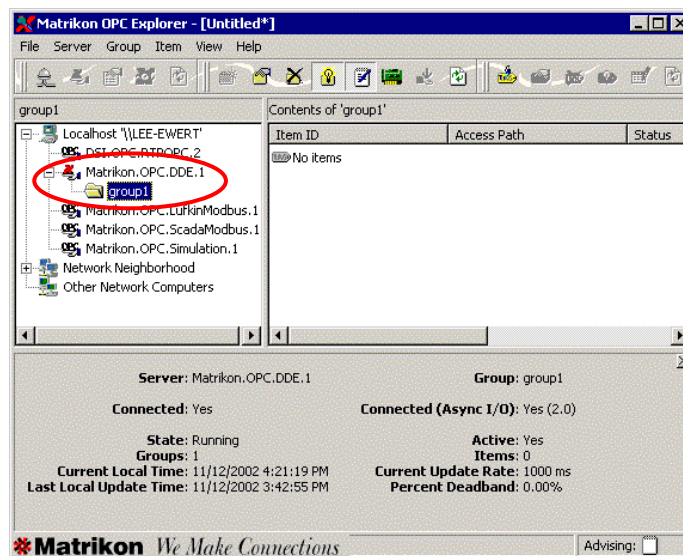 Matrikon OPC Explorer - [Untitled*]
File Server Group Item View Help
group1
Contents of 'group1'
Localhost '\\LEE-EWERT'
Item ID Access Path Status
DSI.OPC.RTPOPC.2
No items
Matrikon.OPC.DDE.1
group1
Matrikon.OPC.LufkinModbus.1
Matrikon.OPC.ScadaModbus.1
Matrikon.OPC.Simulation.1
Network Neighborhood
Other Network Computers
Server: Matrikon.OPC.DDE.1 Group: group1
Connected: Yes Connected (Async I/O): Yes (2.0)
State: Running Active: Yes
Groups: 1 Items: 0
Current Local Time: 11/12/2002 4:21:19 PM Current Update Rate: 1000 ms
Last Local Update Time: 11/12/2002 3:42:55 PM Percent Deadband: 0.00%
Matrikon We Make Connections Advising: